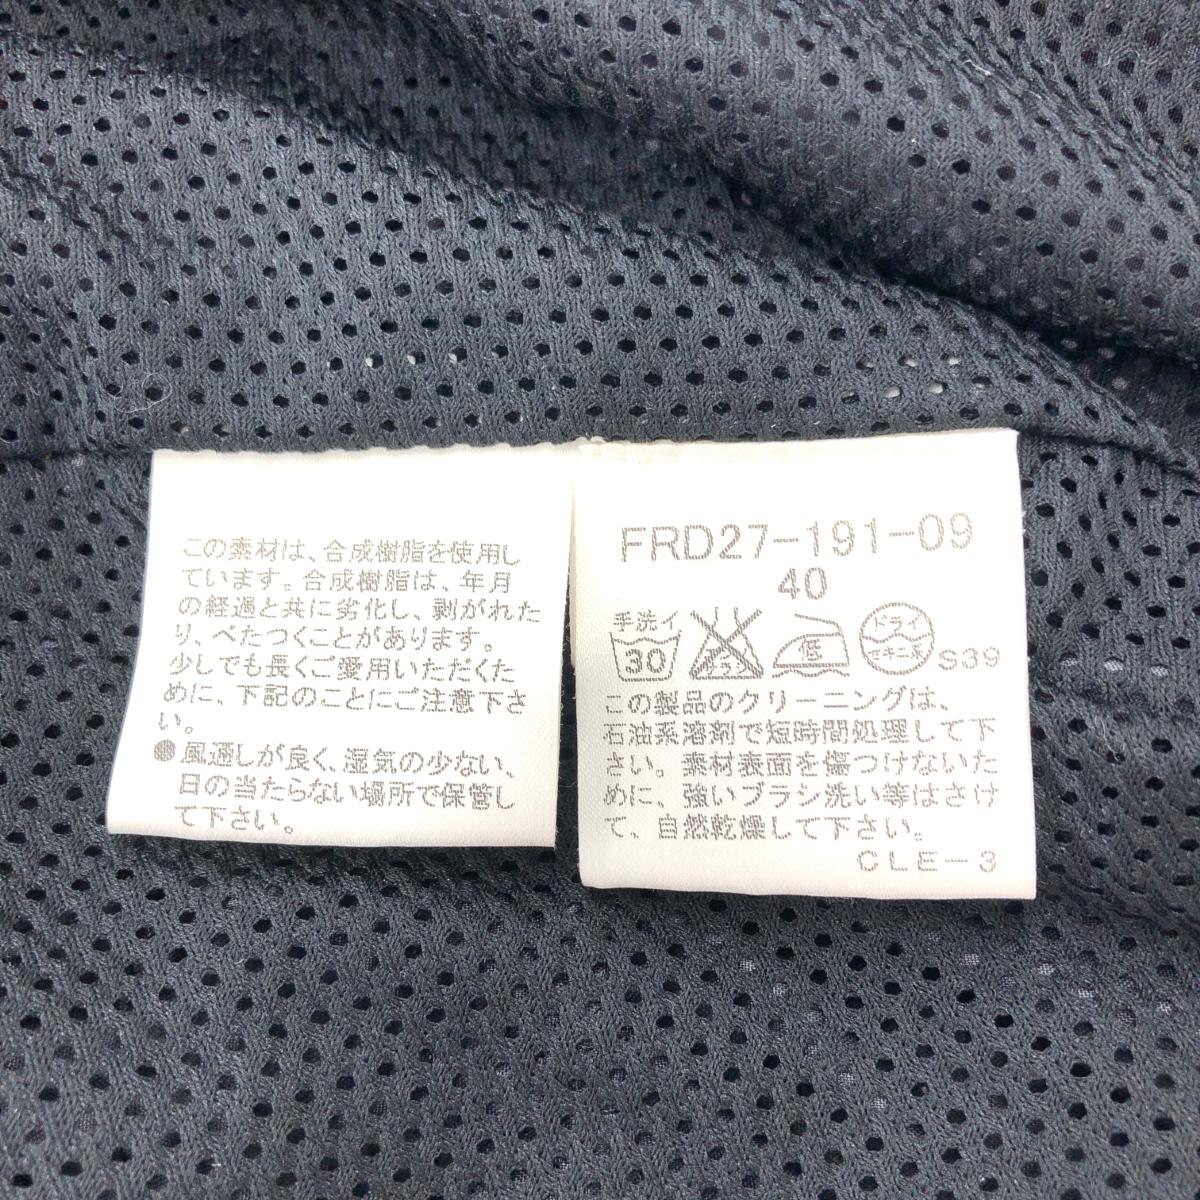 この素材は、合成樹脂を使用し
ています。合成樹脂は、年月
の経過と共に劣化し、剥がれた
り、べたつくことがあります。
少しでも長くご愛用いただくた
めに、下記のことにご注意下さ
い。
●風通しが良く、湿気の少ない、
日の当たらない場所で保管し
て下さい。
FRD27-191-09
40
手洗イ
30
エンソ
低
ドライ
セキユ系
S39
この製品のクリーニングは、
石油系溶剤で短時間処理して下
さい。素材表面を傷つけないた
めに、強いブラシ洗い等はさけ
て、自然乾燥して下さい。
CLE-3